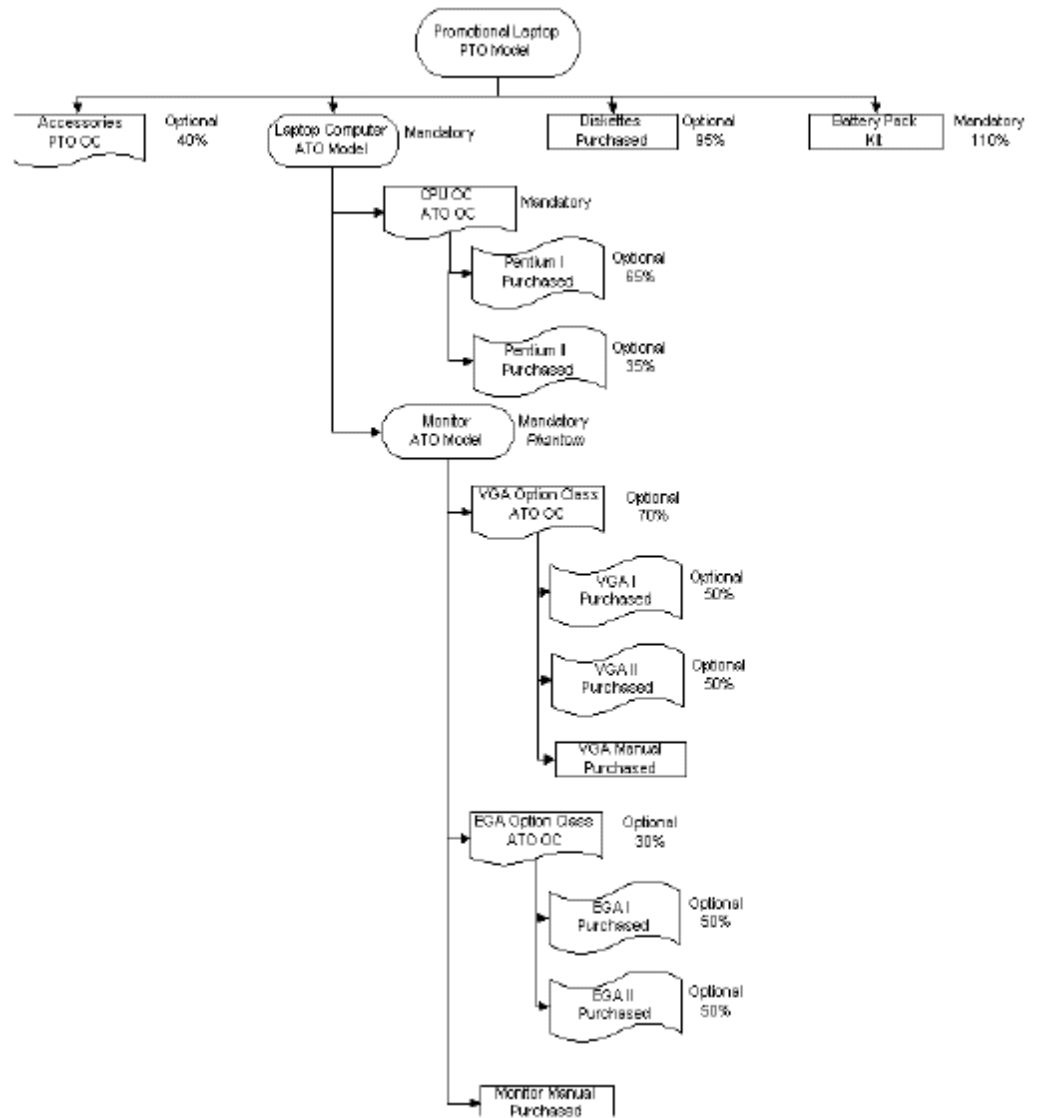 Promotional Laptop
PTO Model
Accessories
PTO OC
Optional
40%
Laptop Computer
ATO Model
Mandatory
Diskettes
Purchased
Optional
95%
Battery Pack
Kit
Mandatory
110%
CPU OC
ATO OC
Mandatory
Pentium I
Purchased
Optional
65%
Pentium II
Purchased
Optional
35%
Monitor
ATO Model
Mandatory
Phantom
VGA Option Class
ATO OC
Optional
70%
VGA I
Purchased
Optional
50%
VGA II
Purchased
Optional
50%
VGA Manual
Purchased
EGA Option Class
ATO OC
Optional
30%
EGA I
Purchased
Optional
50%
EGA II
Purchased
Optional
50%
Monitor Manual
Purchased